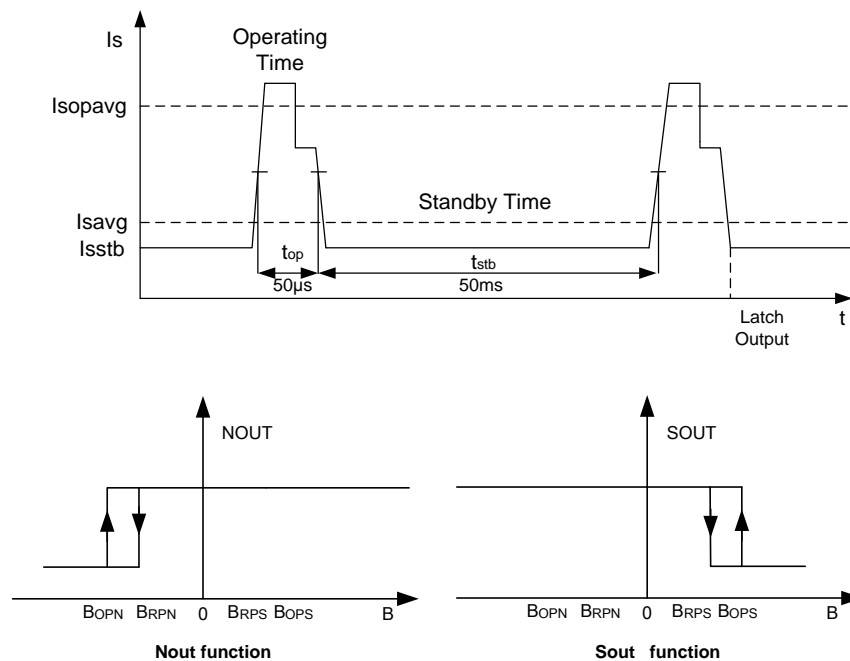 Is
Operating
Time
Isopavg
Standby Time
Isavg
Isstb
top
tstb
50µs
50ms
Latch
Output
t
NOUT
SOUT
BOPN BRPN 0 BRPS BOPS B
BOPN BRPN 0 BRPS BOPS B
Nout function
Sout function